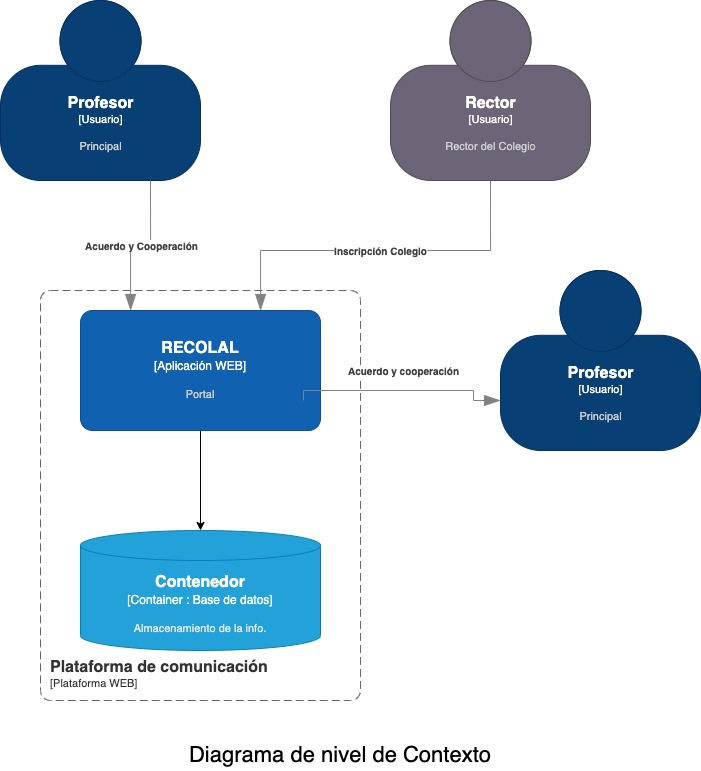 Profesor
[Usuario]
Principal
Rector
[Usuario]
Rector del Colegio
Acuerdo y Cooperación
Inscripción Colegio
RECOLAL
[Aplicación WEB]
Portal
Acuerdo y cooperación
Profesor
[Usuario]
Principal
Contenedor
[Container : Base de datos]
Almacenamiento de la info.
Plataforma de comunicación
[Plataforma WEB]
Diagrama de nivel de Contexto